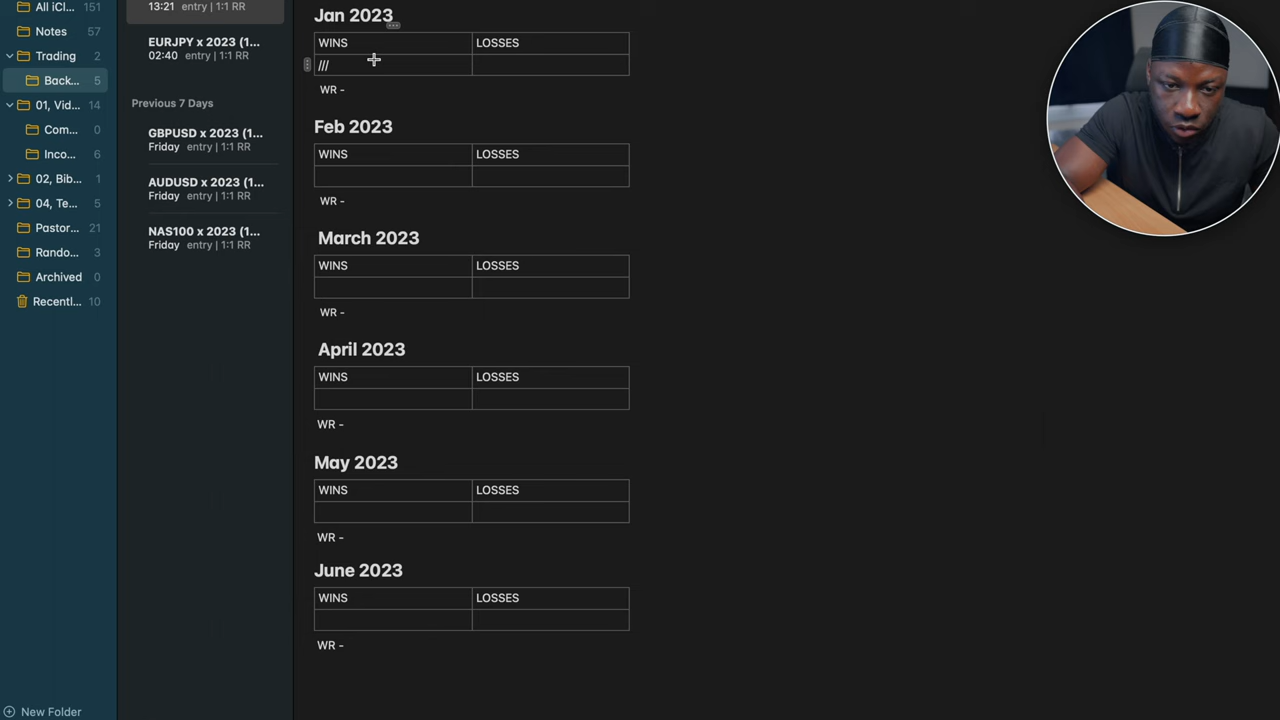 All iCl... 151
Notes 57
Trading 2
Back... 5
01, Vid... 14
Com... 0
Inco... 6
02, Bib... 1
04, Te... 5
Pastor... 21
Rando... 3
Archived 0
Recentl... 10
New Folder
13:21 entry | 1:1 RR
EURJPY x 2023 (1...
02:40 entry | 1:1 RR
Previous 7 Days
GBPUSD x 2023 (1...
Friday entry | 1:1 RR
AUDUSD x 2023 (1...
Friday entry | 1:1 RR
NAS100 x 2023 (1...
Friday entry | 1:1 RR
Jan 2023
WINS LOSSES
///
WR -
Feb 2023
WINS LOSSES
WR -
March 2023
WINS LOSSES
WR -
April 2023
WINS LOSSES
WR -
May 2023
WINS LOSSES
WR -
June 2023
WINS LOSSES
WR -